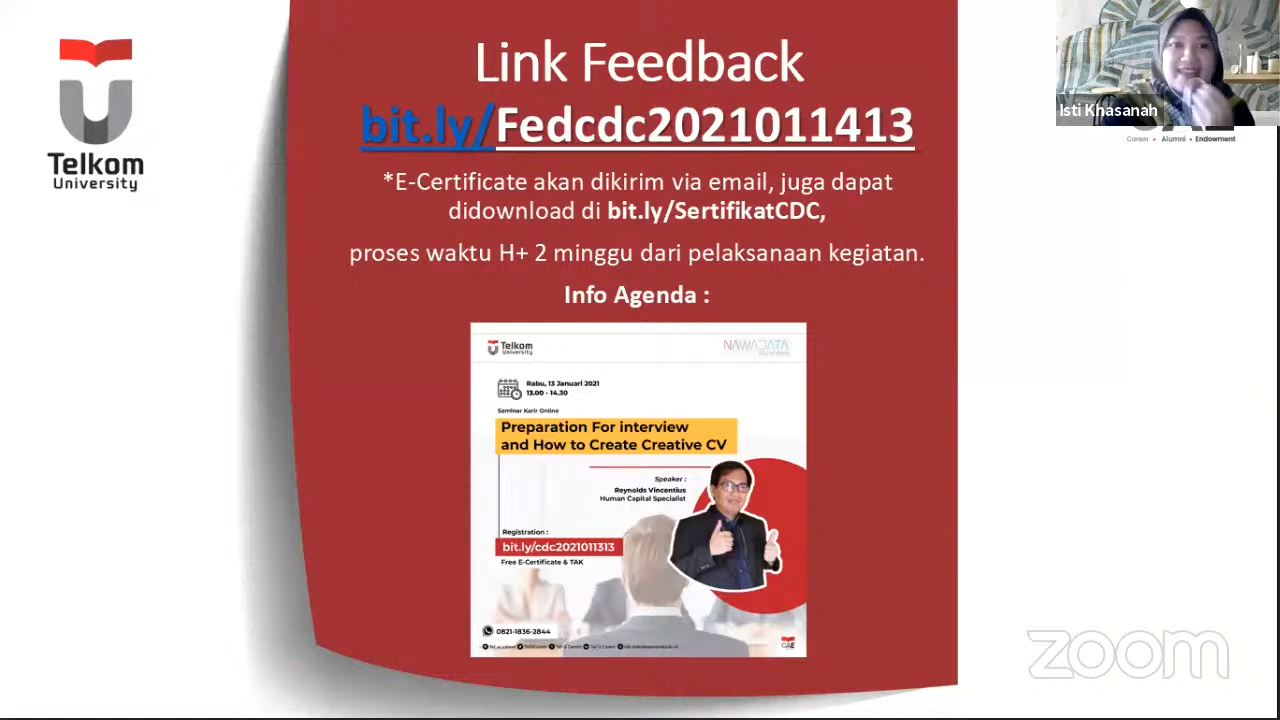 Telkom
University
Link Feedback
bit.ly/Fedcdc2021011413
*E-Certificate akan dikirim via email, juga dapat
didownload di bit.ly/SertifikatCDC,
proses waktu H+ 2 minggu dari pelaksanaan kegiatan.
Info Agenda :
Telkom
University
NAWADATA
Rabu, 13 Januari 2021
13.00 - 14.30
Seminar Karir Online
Preparation For interview
and How to Create Creative CV
Speaker :
Reynolds Vincentius
Human Capital Specialist
Registration :
bit.ly/cdc2021011313
Free E-Certificate & TAK
0821-1836-2844
CAE
Isti Khasanah
Career • Alumni • Endowment
zoom